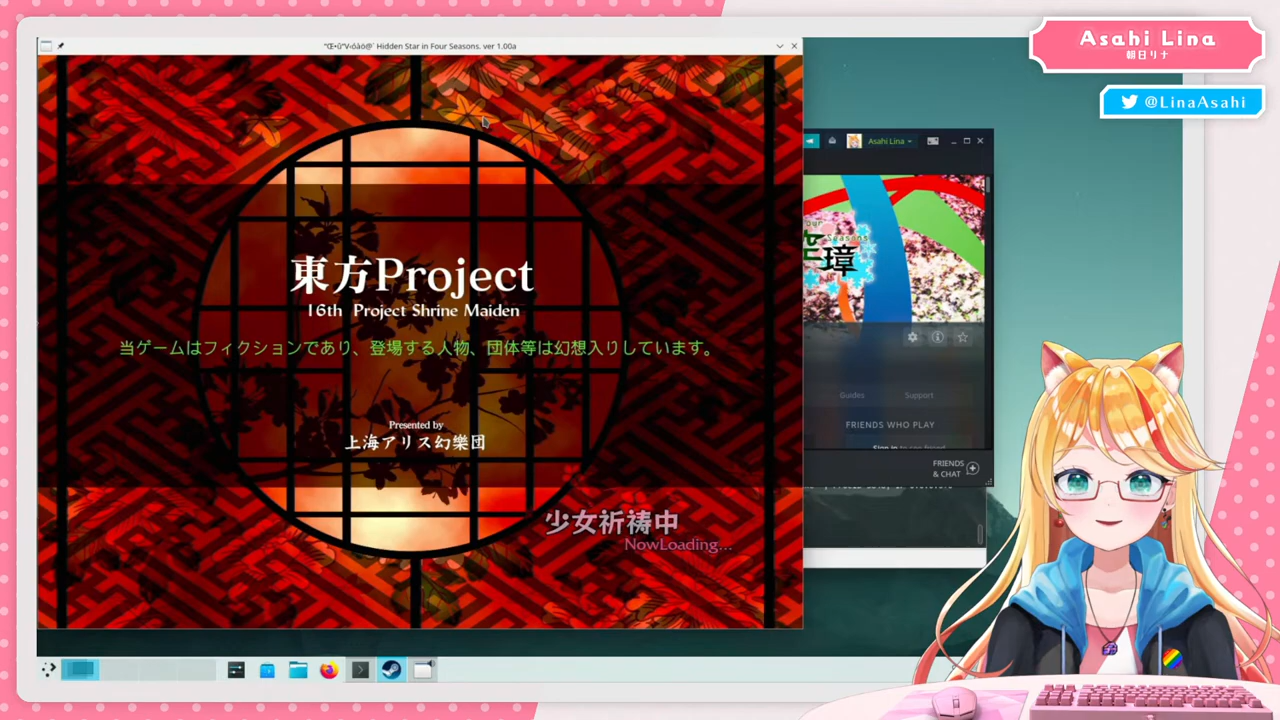 "Œ•û"V‹óàó@` Hidden Star in Four Seasons. ver 1.00a
Asahi Lina
朝日リナ
@LinaAsahi
Asahi Lina
東方Project
16th Project Shrine Maiden
当ゲームはフィクションであり、登場する人物、団体等は幻想入りしています。
Presented by
上海アリス幻樂団
少女祈祷中
NowLoading...
Seasons
璋
Guides
Support
FRIENDS WHO PLAY
FRIENDS
& CHAT